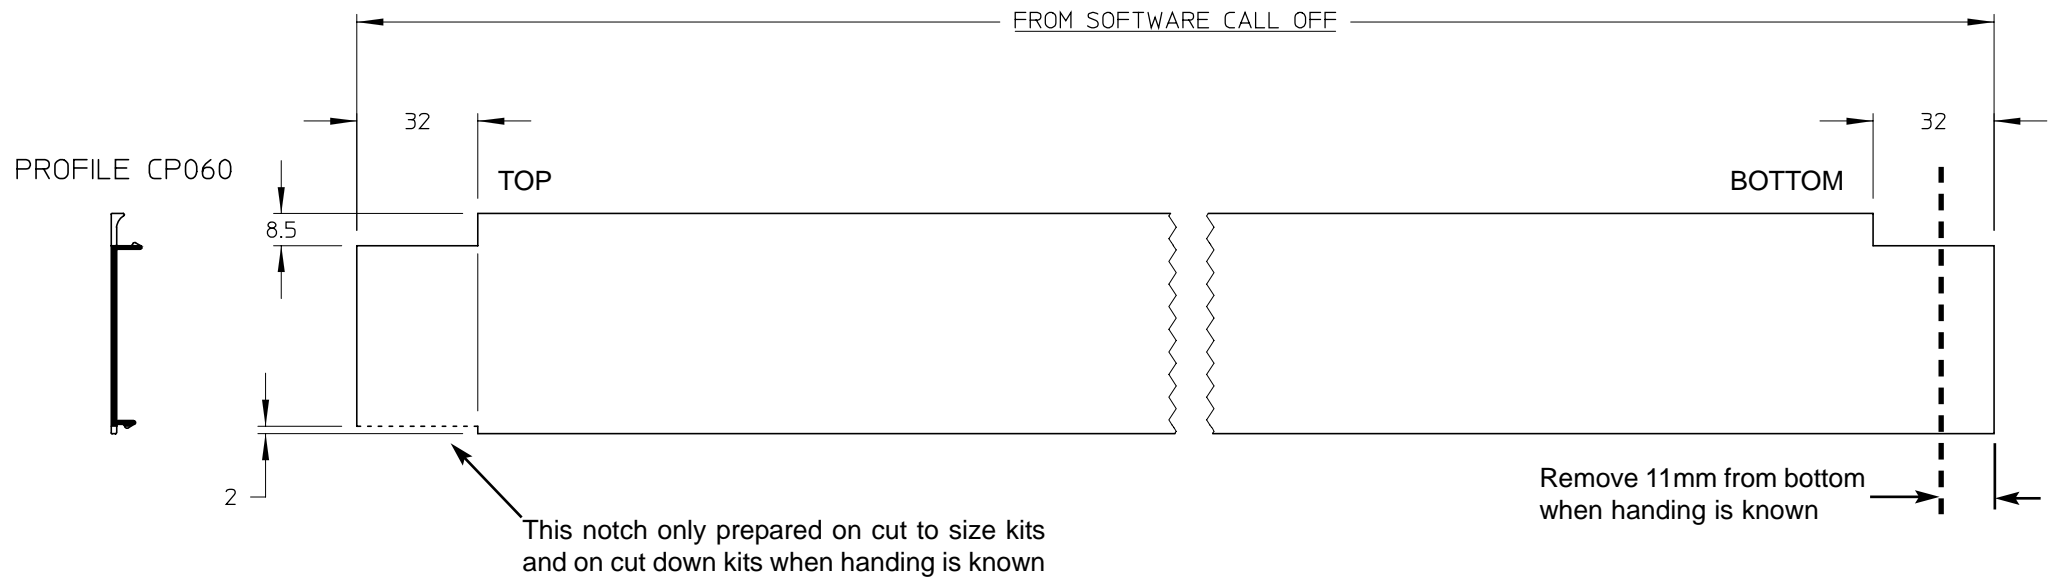 FROM SOFTWARE CALL OFF
32
32
PROFILE CP060
TOP
BOTTOM
8.5
2
Remove 11mm from bottom
when handing is known
This notch only prepared on cut to size kits
and on cut down kits when handing is known